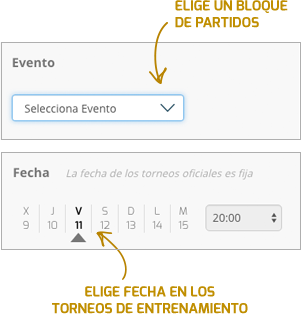 ELIGE UN BLOQUE
DE PARTIDOS
Evento
Selecciona Evento
Fecha La fecha de los torneos oficiales es fija
X J V S D L M
9 10 11 12 13 14 15
20:00
ELIGE FECHA EN LOS
TORNEOS DE ENTRENAMIENTO